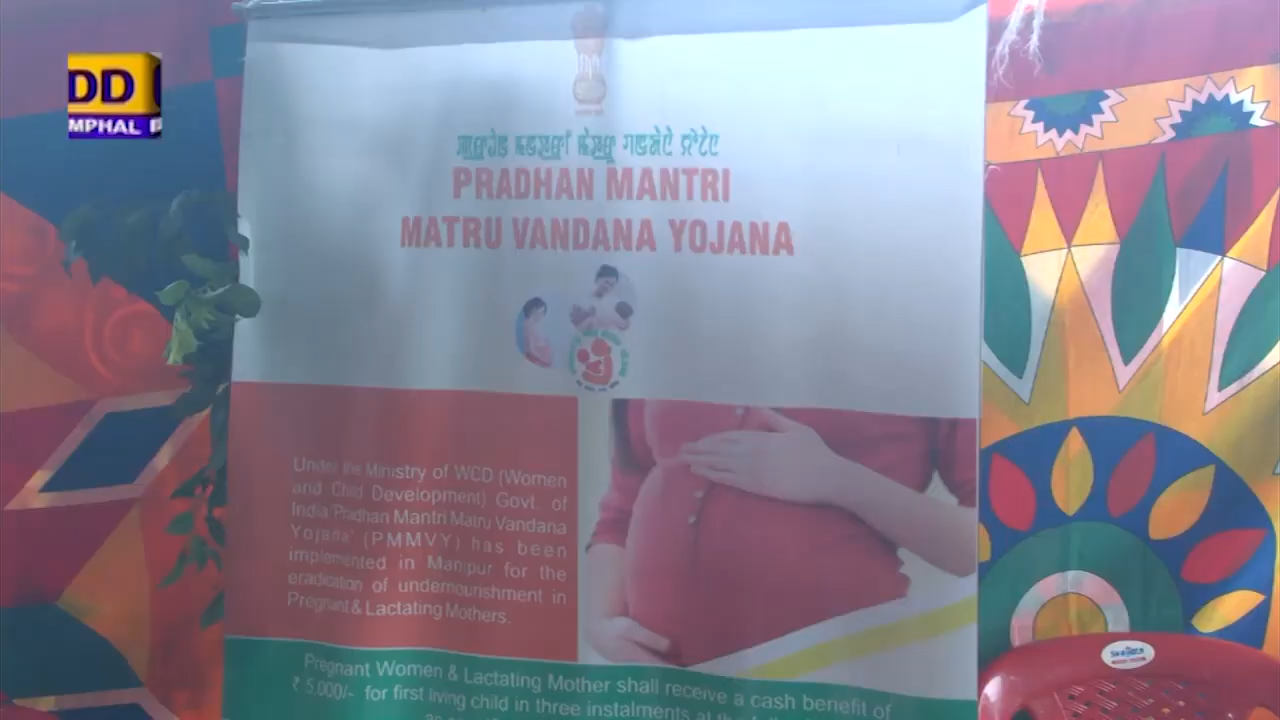 DD
MPHAL
PRADHAN MANTRI
MATRU VANDANA YOJANA
Under the Ministry of WCD (Women
and Child Development) Govt. of
India 'Pradhan Mantri Matru Vandana
Yojana' (PMMVY) has been
implemented in Manipur for the
eradication of undernourishment in
Pregnant & Lactating Mothers.
Pregnant Women & Lactating Mother shall receive a cash benefit of
₹ 5,000/- for first living child in three instalments at the